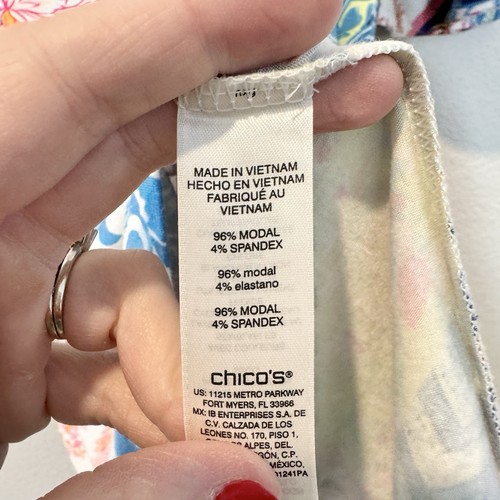 MADE IN VIETNAM
HECHO EN VIETNAM
FABRIQUÉ AU
VIETNAM
96% MODAL
4% SPANDEX
96% modal
4% elastano
96% MODAL
4% SPANDEX
chico's®
US: 11215 METRO PARKWAY
FORT MYERS, FL 33966
MX: IB ENTERPRISES S.A. DE
C.V. CALZADA DE LOS
LEONES NO. 170, PISO 1,
ALPES, DEL.
C.P.
MÉXICO,
01241PA